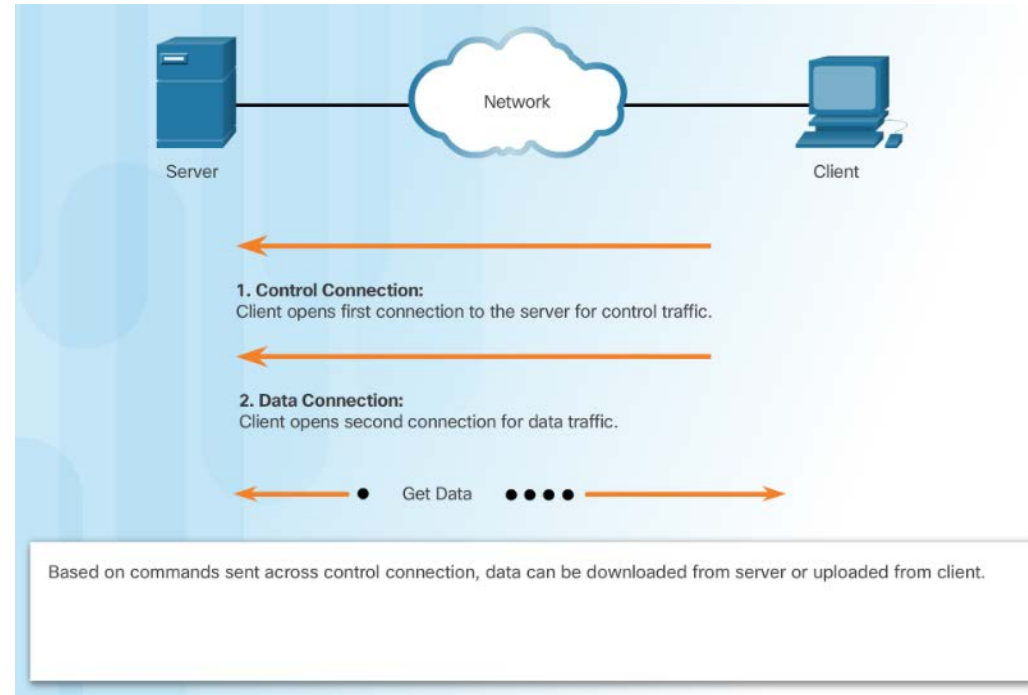 Network
Server
Client
1. Control Connection:
Client opens first connection to the server for control traffic.
2. Data Connection:
Client opens second connection for data traffic.
Get Data
Based on commands sent across control connection, data can be downloaded from server or uploaded from client.